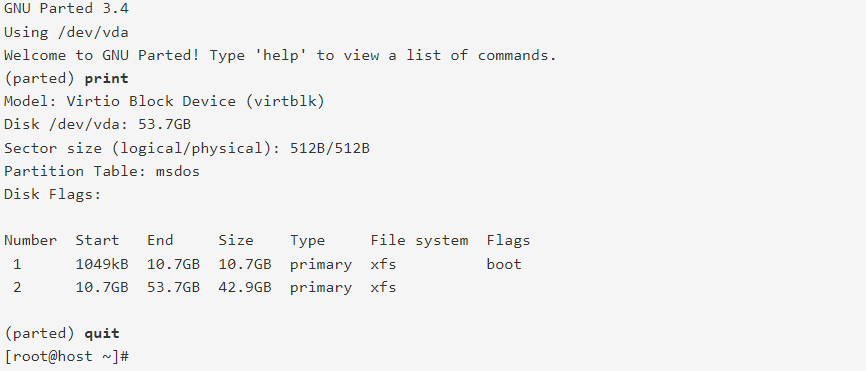 GNU Parted 3.4
Using /dev/vda
Welcome to GNU Parted! Type 'help' to view a list of commands.
(parted) print
Model: Virtio Block Device (virtblk)
Disk /dev/vda: 53.7GB
Sector size (logical/physical): 512B/512B
Partition Table: msdos
Disk Flags:
Number  Start   End     Size    Type     File system  Flags
 1      1049kB  10.7GB  10.7GB  primary  xfs          boot
 2      10.7GB  53.7GB  42.9GB  primary  xfs
(parted) quit
[root@host ~]#